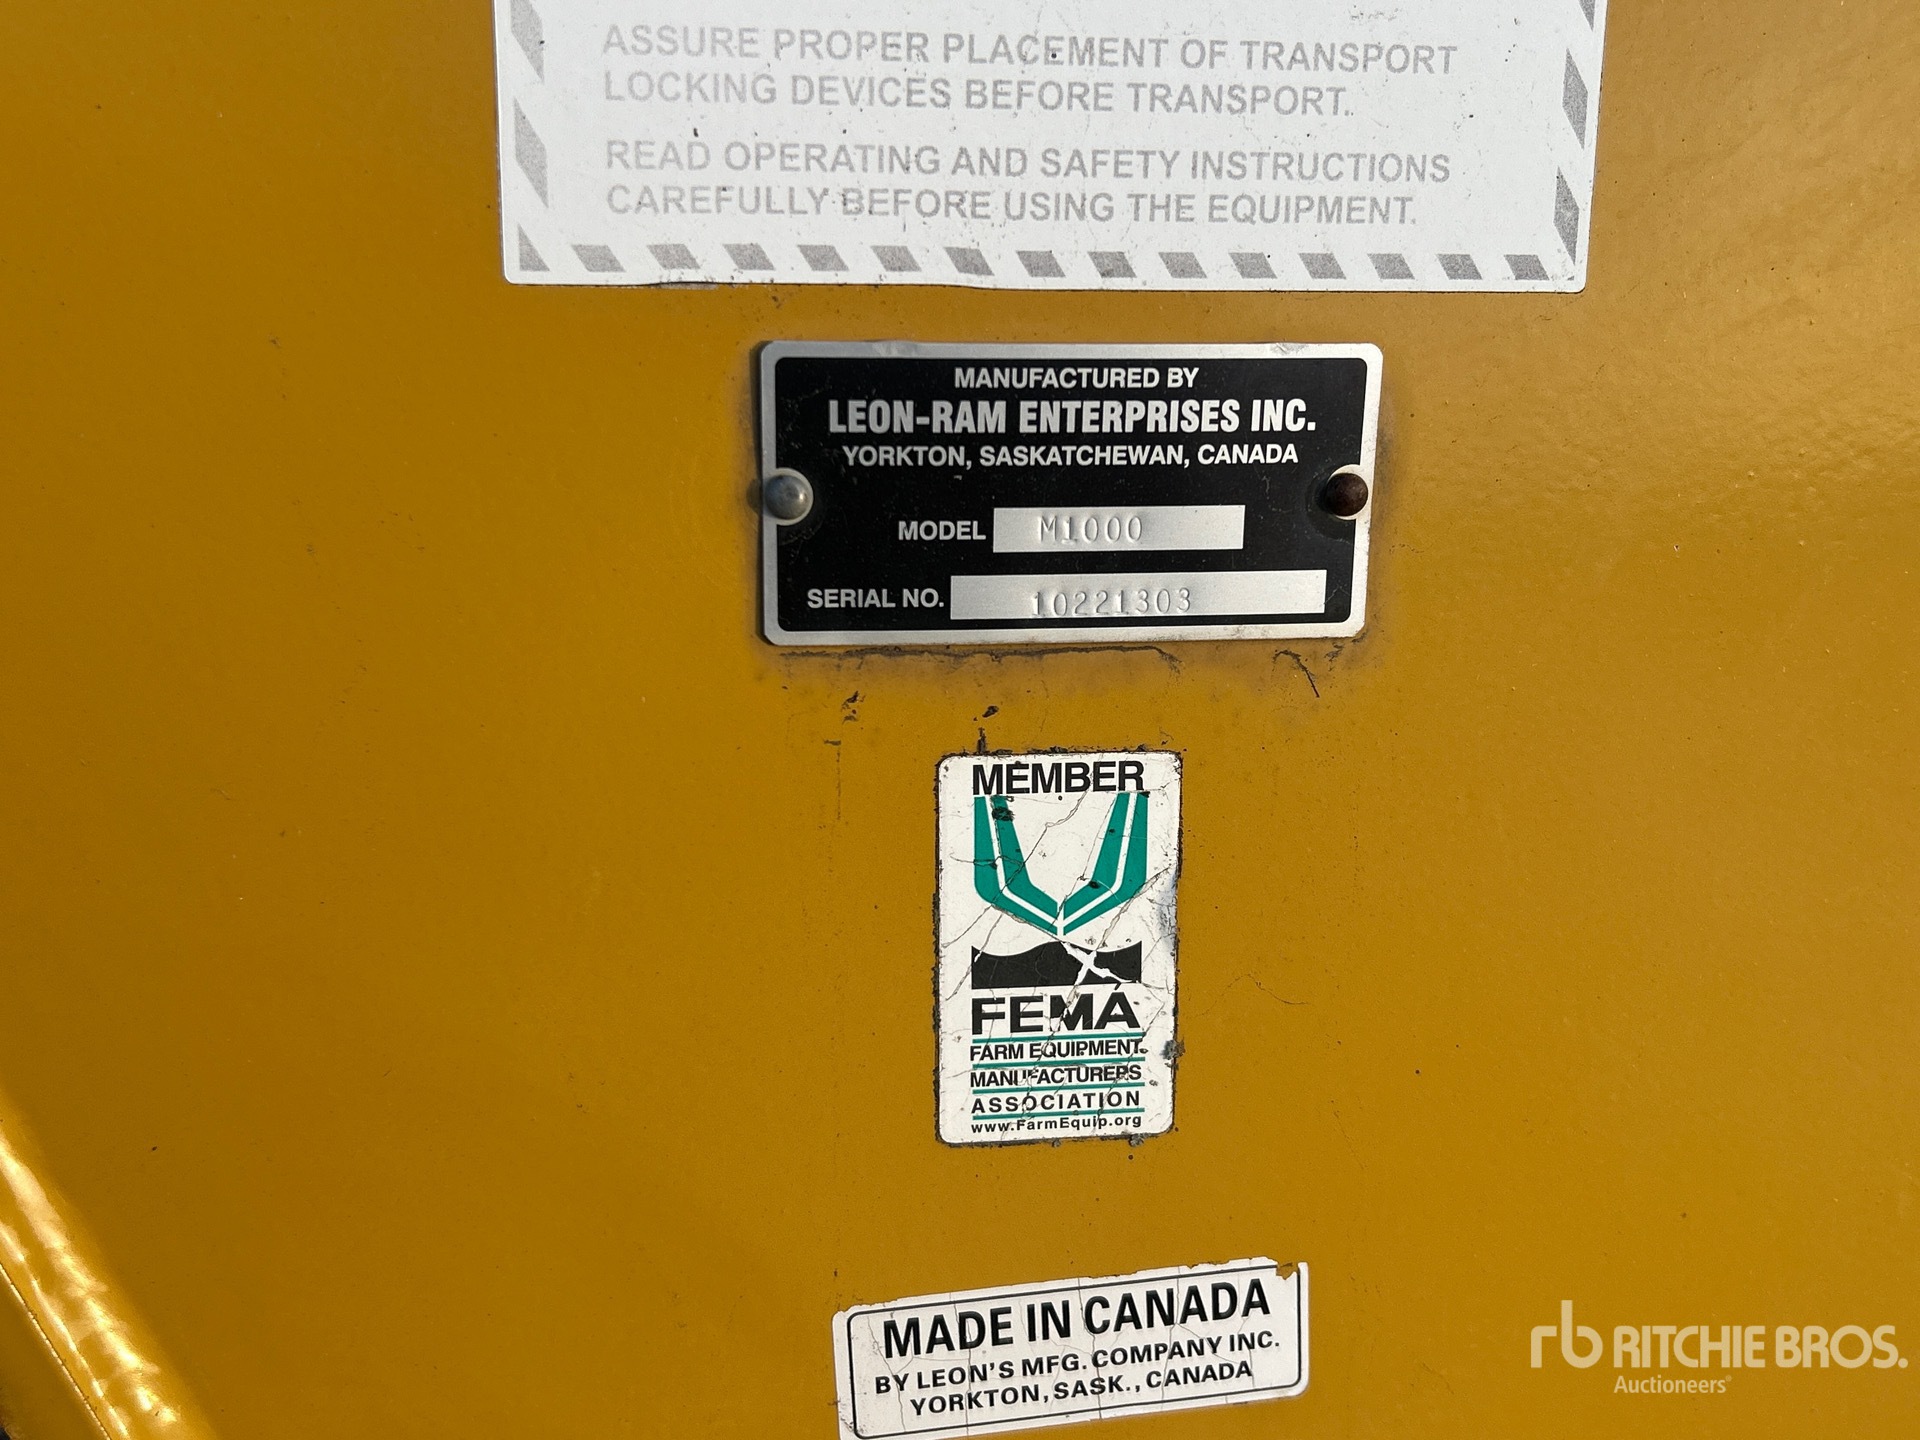 ASSURE PROPER PLACEMENT OF TRANSPORT
LOCKING DEVICES BEFORE TRANSPORT.
READ OPERATING AND SAFETY INSTRUCTIONS
CAREFULLY BEFORE USING THE EQUIPMENT.
MANUFACTURED BY
LEON-RAM ENTERPRISES INC.
YORKTON, SASKATCHEWAN, CANADA
MODEL M1000
SERIAL NO. 10221303
MEMBER
FEMA
FARM EQUIPMENT
MANUFACTURERS
ASSOCIATION
www.FarmEquip.org
MADE IN CANADA
BY LEON'S MFG. COMPANY INC.
YORKTON, SASK., CANADA
rb RITCHIE BROS.
Auctioneers